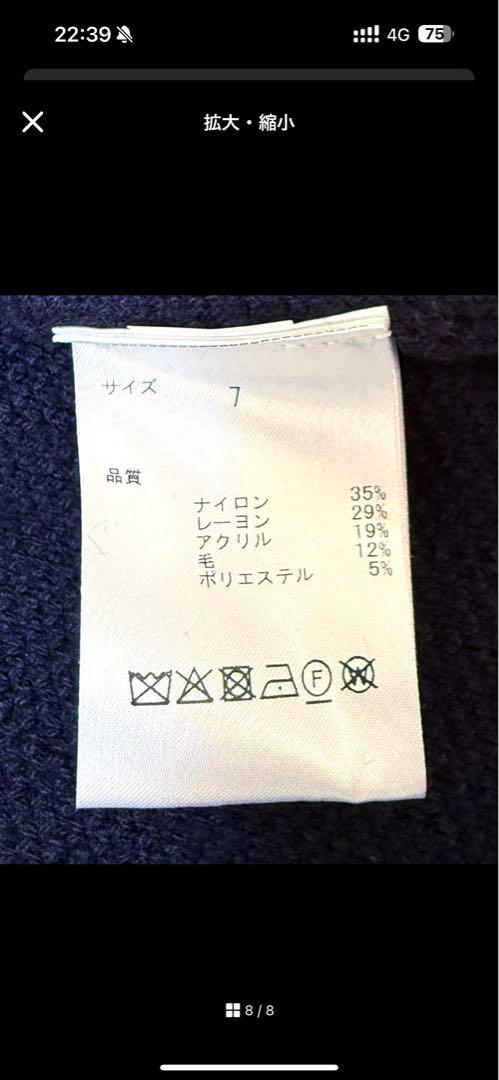 22:39
4G
75
拡大・縮小
サイズ 7
品質
ナイロン 35%
レーヨン 29%
アクリル 19%
毛 12%
ポリエステル 5%
F
W
8 / 8